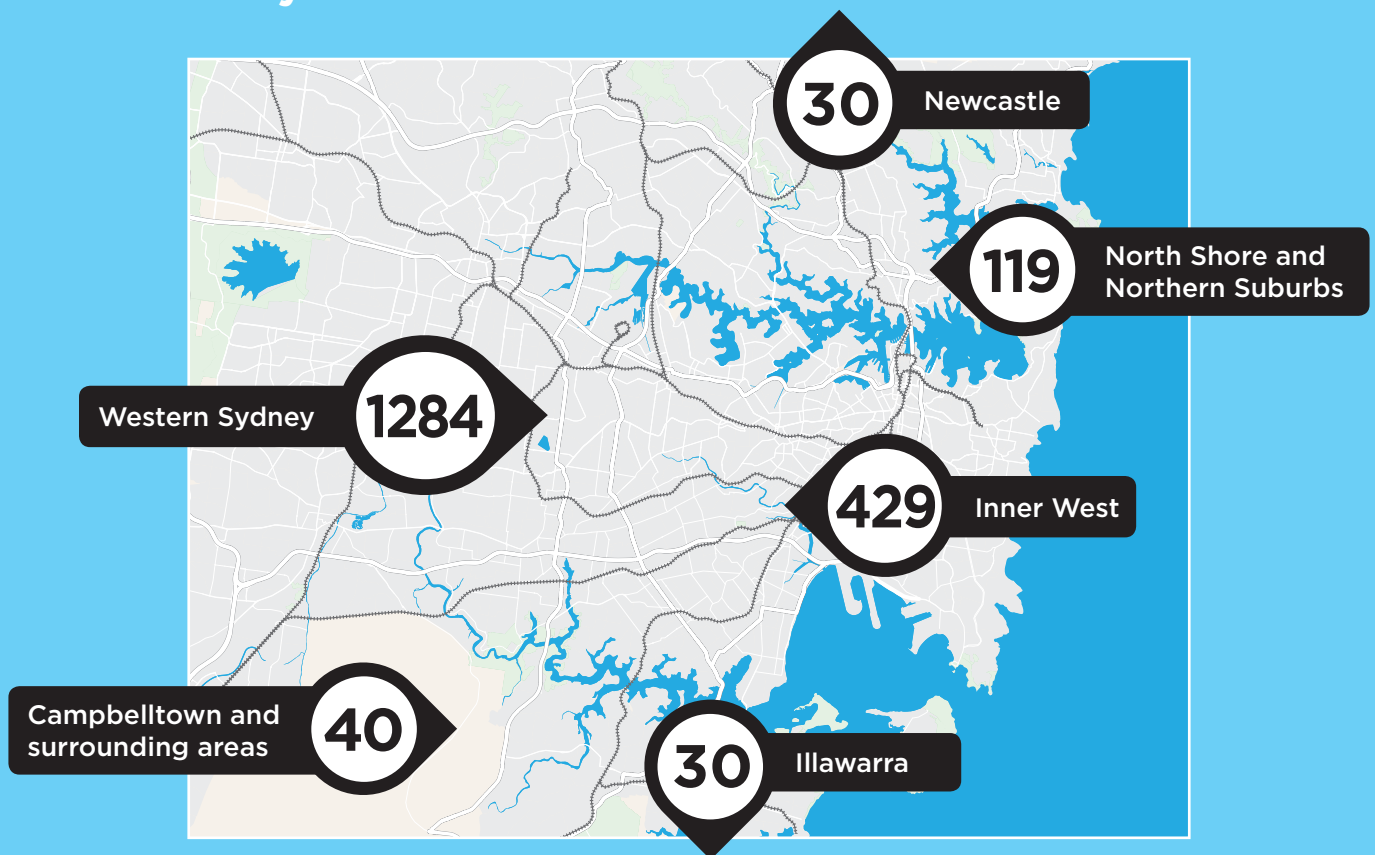 30
Newcastle
119
North Shore and
Northern Suburbs
Western Sydney
1284
429
Inner West
Campbelltown and
surrounding areas
40
30
Illawarra